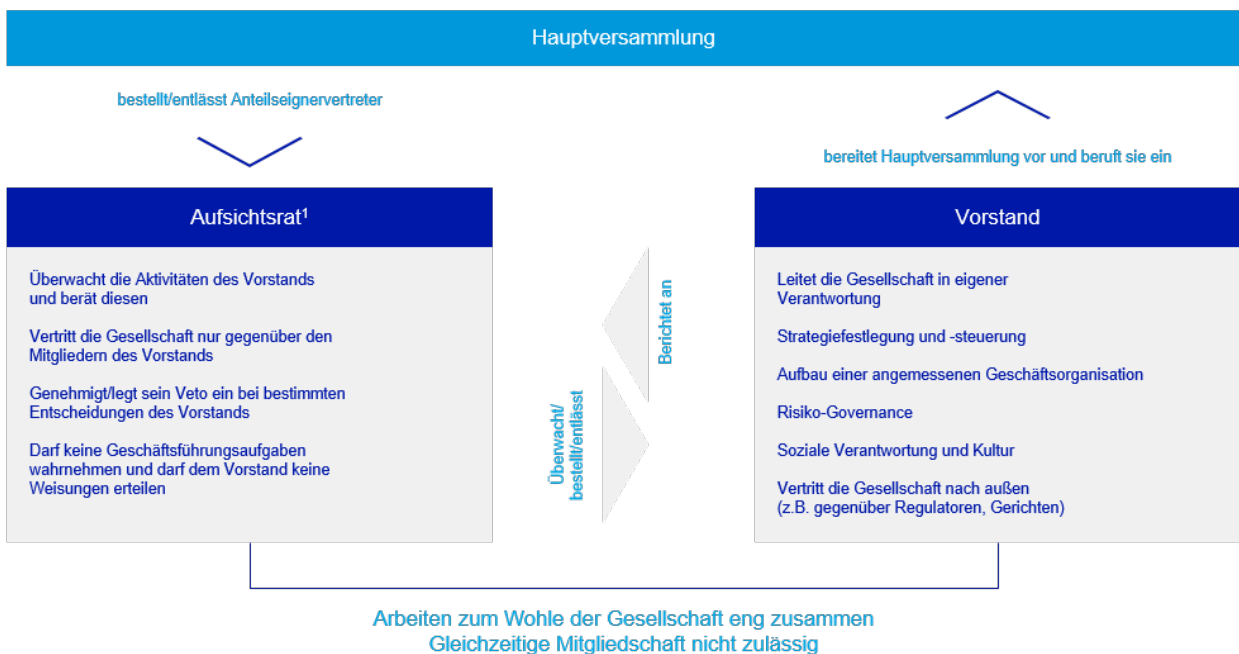 Hauptversammlung
bestellt/entlässt Anteilseignervertreter
bereitet Hauptversammlung vor und beruft sie ein
Aufsichtsrat¹
Überwacht die Aktivitäten des Vorstands
und berät diesen
Vertritt die Gesellschaft nur gegenüber den
Mitgliedern des Vorstands
Genehmigt/legt sein Veto ein bei bestimmten
Entscheidungen des Vorstands
Darf keine Geschäftsführungsaufgaben
wahrnehmen und darf dem Vorstand keine
Weisungen erteilen
Überwacht/
bestellt/entlässt
Berichtet an
Vorstand
Leitet die Gesellschaft in eigener
Verantwortung
Strategiefestlegung und -steuerung
Aufbau einer angemessenen Geschäftsorganisation
Risiko-Governance
Soziale Verantwortung und Kultur
Vertritt die Gesellschaft nach außen
(z.B. gegenüber Regulatoren, Gerichten)
Arbeiten zum Wohle der Gesellschaft eng zusammen
Gleichzeitige Mitgliedschaft nicht zulässig